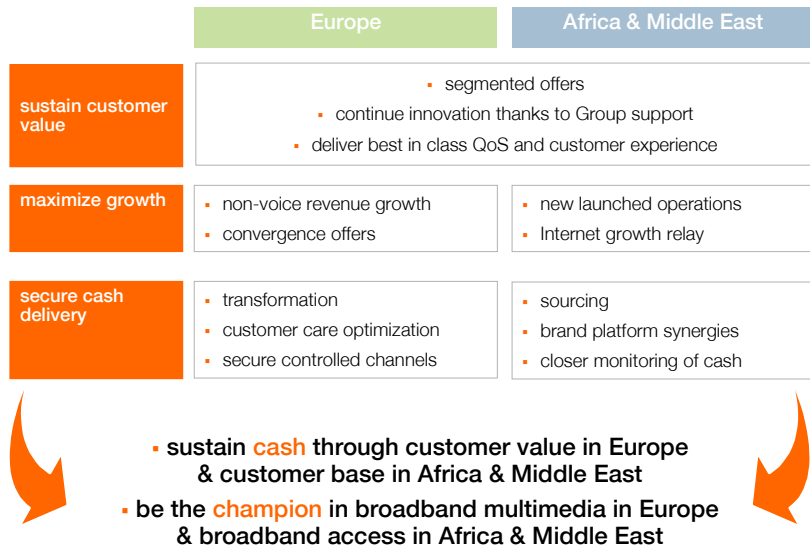 Europe
Africa & Middle East
sustain customer
value
▪ segmented offers
▪ continue innovation thanks to Group support
▪ deliver best in class QoS and customer experience
maximize growth
▪ non-voice revenue growth
▪ convergence offers
▪ new launched operations
▪ Internet growth relay
secure cash
delivery
▪ transformation
▪ customer care optimization
▪ secure controlled channels
▪ sourcing
▪ brand platform synergies
▪ closer monitoring of cash
▪ sustain cash through customer value in Europe
& customer base in Africa & Middle East
▪ be the champion in broadband multimedia in Europe
& broadband access in Africa & Middle East